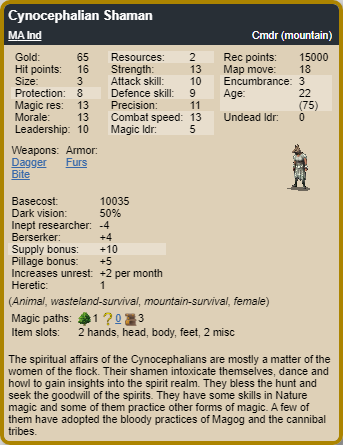 Cynocephalian Shaman
MA Ind Cmdr (mountain)
Gold: 65 Resources: 2 Rec points: 15000
Hit points: 16 Strength: 13 Map move: 18
Size: 3 Attack skill: 10 Encumbrance: 3
Protection: 8 Defence skill: 9 Age: 22
Magic res: 13 Precision: 11 (75)
Morale: 13 Combat speed: 13 Undead ldr: 0
Leadership: 10 Magic ldr: 5
Weapons: Armor:
Dagger Furs
Bite
Basecost: 10035
Dark vision: 50%
Inept researcher: -4
Berserker: +4
Supply bonus: +10
Pillage bonus: +5
Increases unrest: +2 per month
Heretic: 1
(Animal, wasteland-survival, mountain-survival, female)
Magic paths: 1 ? 0 3
Item slots: 2 hands, head, body, feet, 2 misc
The spiritual affairs of the Cynocephalians are mostly a matter of the
women of the flock. Their shamen intoxicate themselves, dance and
howl to gain insights into the spirit realm. They bless the hunt and
seek the goodwill of the spirits. They have some skills in Nature
magic and some of them practice other forms of magic. A few of
them have adopted the bloody practices of Magog and the cannibal
tribes.